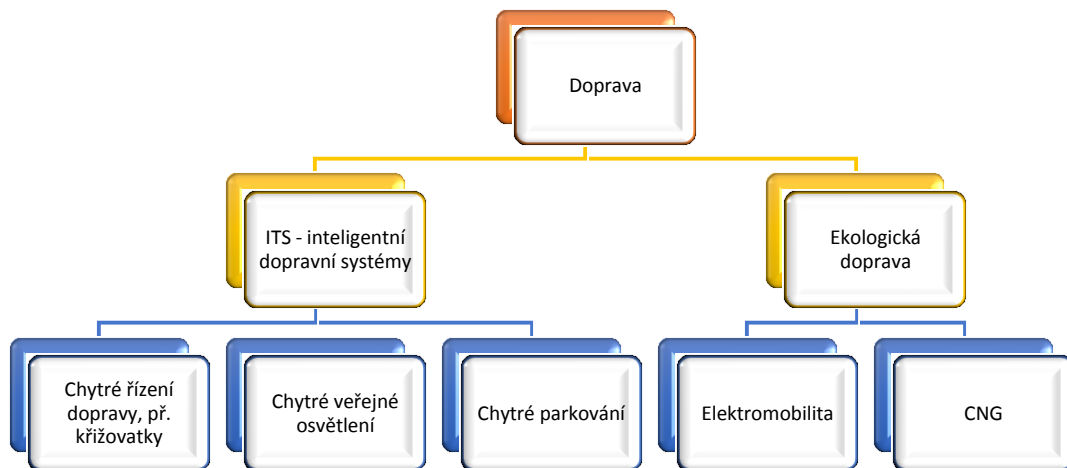 Doprava
ITS - inteligentní
dopravní systémy
Ekologická
doprava
Chytré řízení
dopravy, př.
křižovatky
Chytré veřejné
osvětlení
Chytré parkování
Elektromobilita
CNG